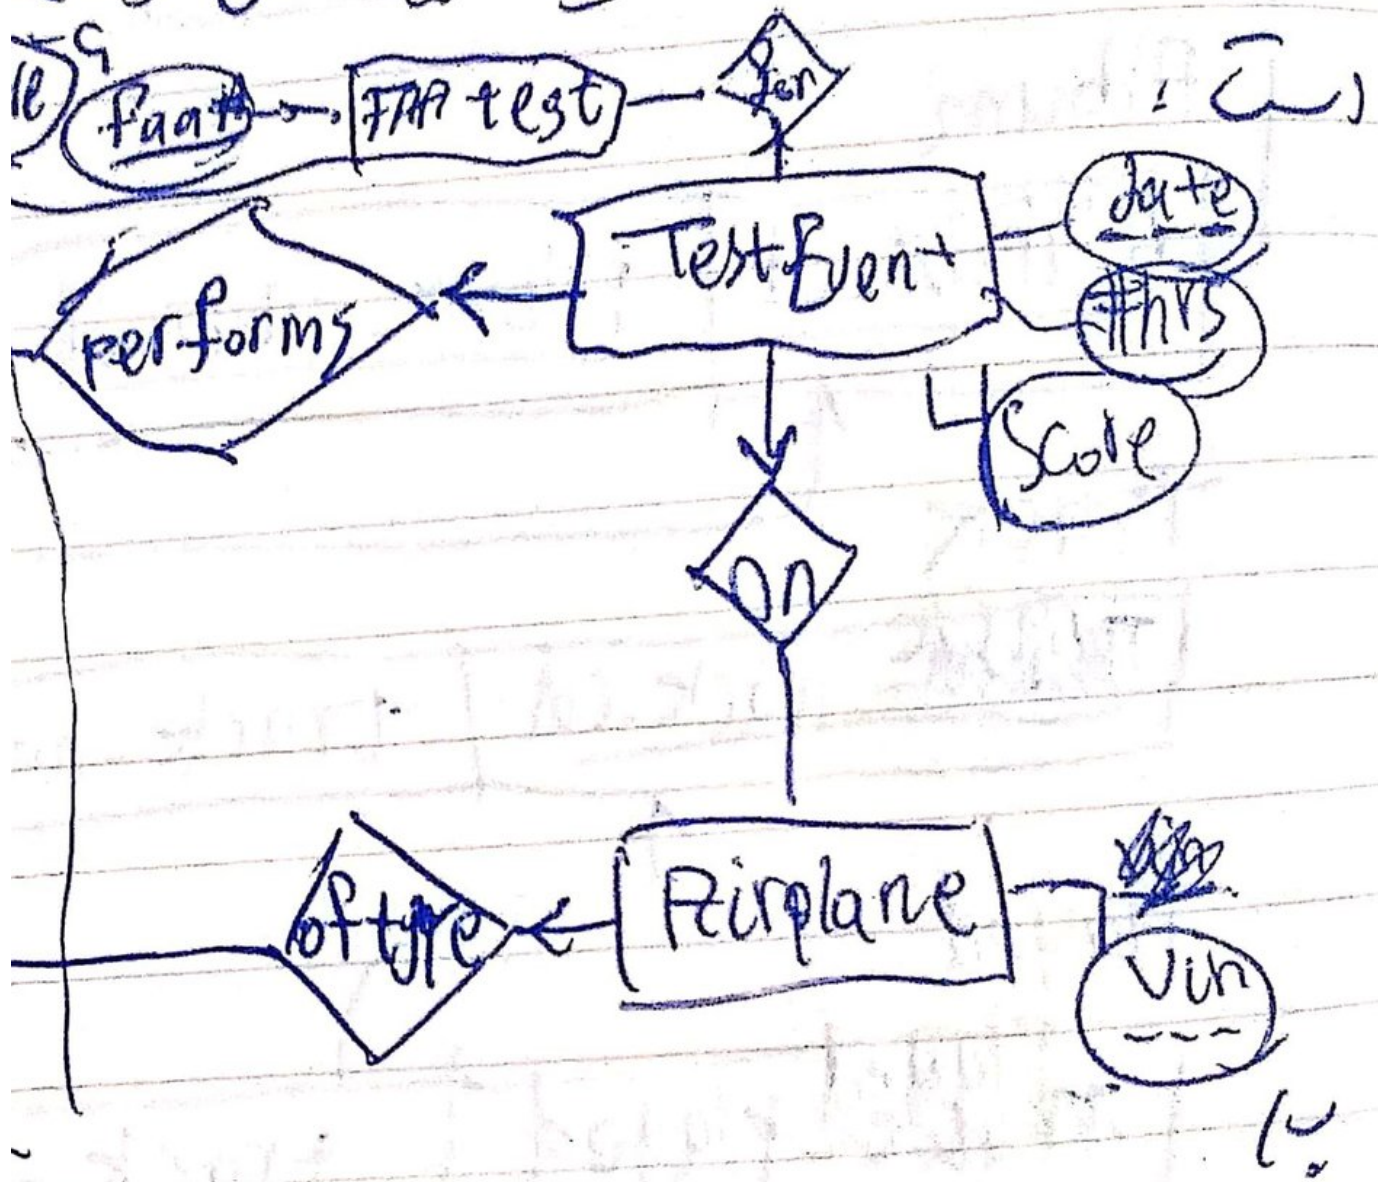 FAA test
date
Test Event
#hrs
performs
Score
on
Airplane
of type
Vin